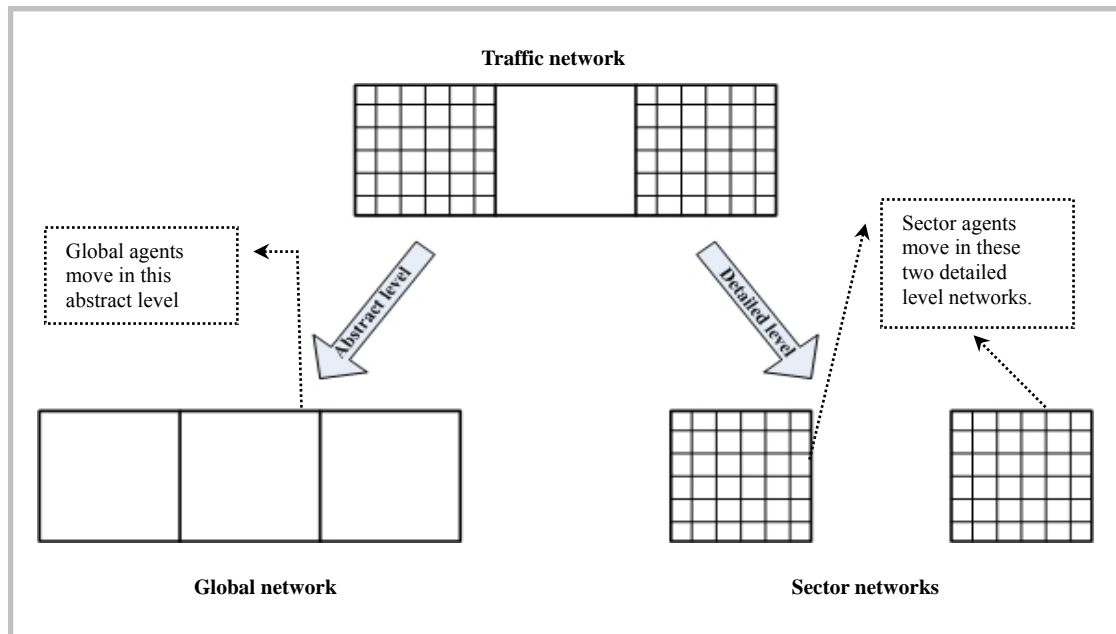 Traffic network
Global agents
move in this
abstract level
Sector agents
move in these
two detailed
level networks.
Abstract level
Detailed level
Global network
Sector networks